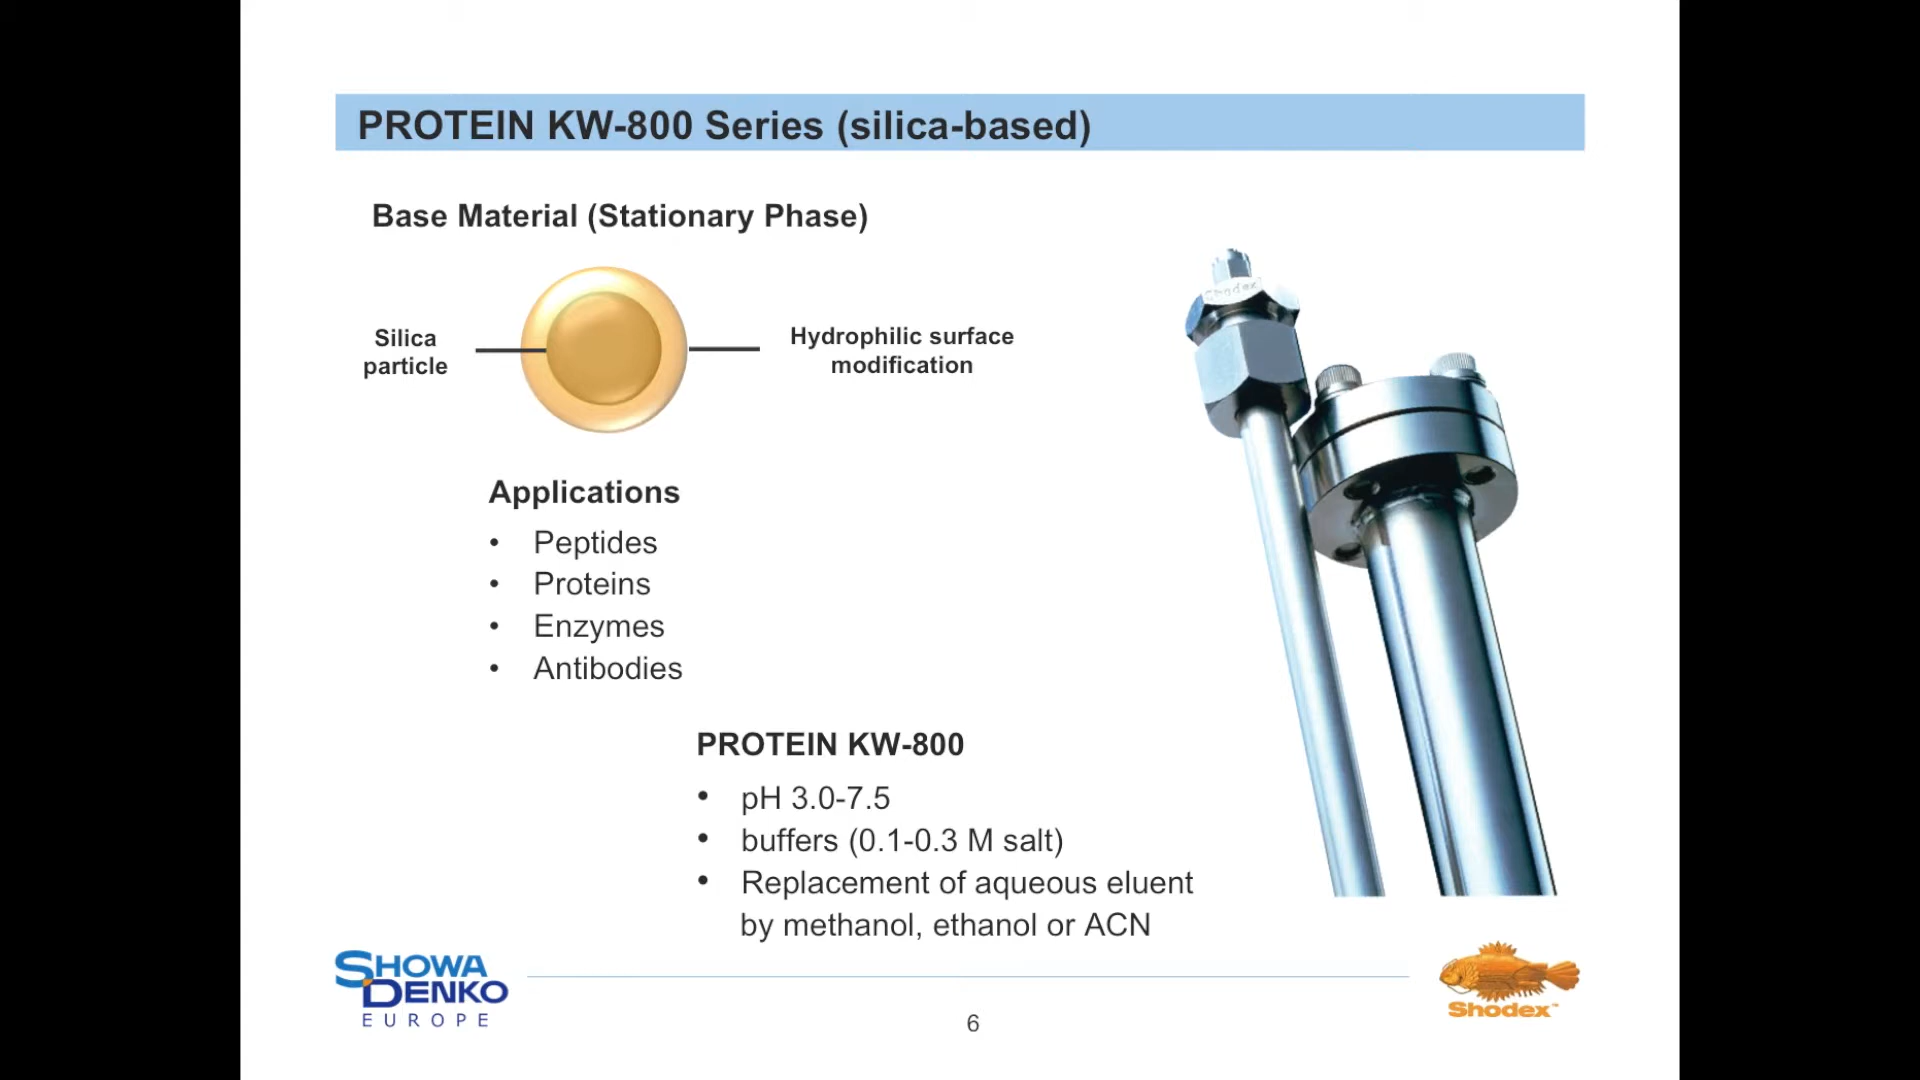 PROTEIN KW-800 Series (silica-based)
Base Material (Stationary Phase)
Silica
particle
Hydrophilic surface
modification
Shodex
Applications
• Peptides
• Proteins
• Enzymes
• Antibodies
PROTEIN KW-800
• pH 3.0-7.5
• buffers (0.1-0.3 M salt)
• Replacement of aqueous eluent
by methanol, ethanol or ACN
SHOWA
DENKO
EUROPE
6
Shodex™